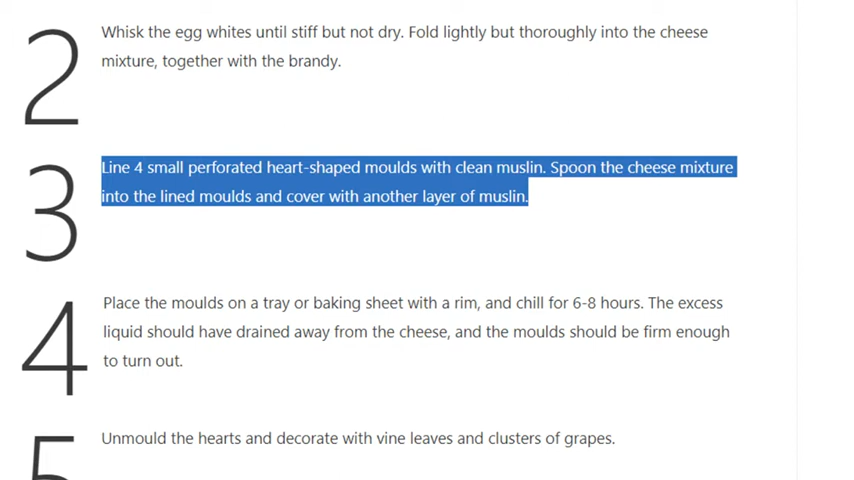 2
Whisk the egg whites until stiff but not dry. Fold lightly but thoroughly into the cheese
mixture, together with the brandy.
3
Line 4 small perforated heart-shaped moulds with clean muslin. Spoon the cheese mixture
into the lined moulds and cover with another layer of muslin.
4
Place the moulds on a tray or baking sheet with a rim, and chill for 6-8 hours. The excess
liquid should have drained away from the cheese, and the moulds should be firm enough
to turn out.
5
Unmould the hearts and decorate with vine leaves and clusters of grapes.